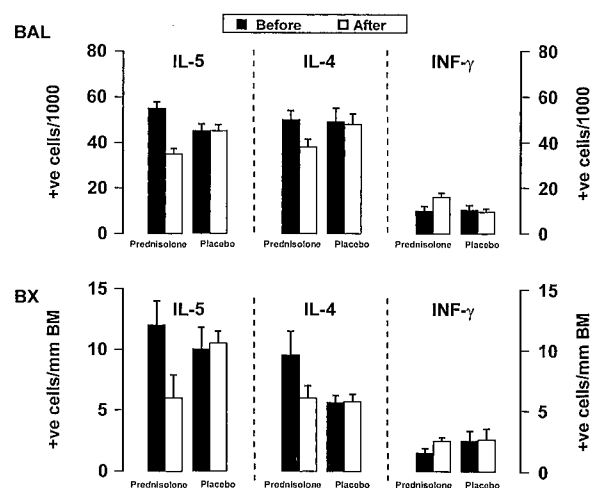 Before After
BAL
IL-5 IL-4 INF-γ
80 80
60 60
40 40
20 20
0 0
+ve cells/1000 +ve cells/1000
Prednisolone Placebo Prednisolone Placebo Prednisolone Placebo
BX
IL-5 IL-4 INF-γ
15 15
10 10
5 5
0 0
+ve cells/mm BM +ve cells/mm BM
Prednisolone Placebo Prednisolone Placebo Prednisolone Placebo